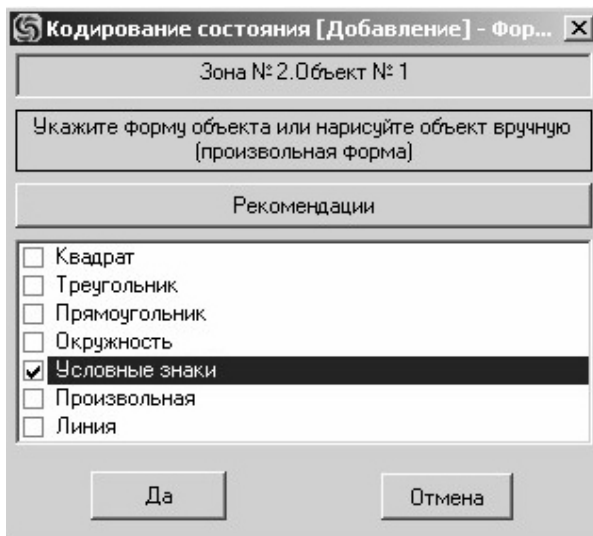 Кодирование состояния [Добавление] - Фор...
Зона № 2.Объект № 1
Укажите форму объекта или нарисуйте объект вручную
(произвольная форма)
Рекомендации
Квадрат
Треугольник
Прямоугольник
Окружность
Условные знаки
Произвольная
Линия
Да
Отмена